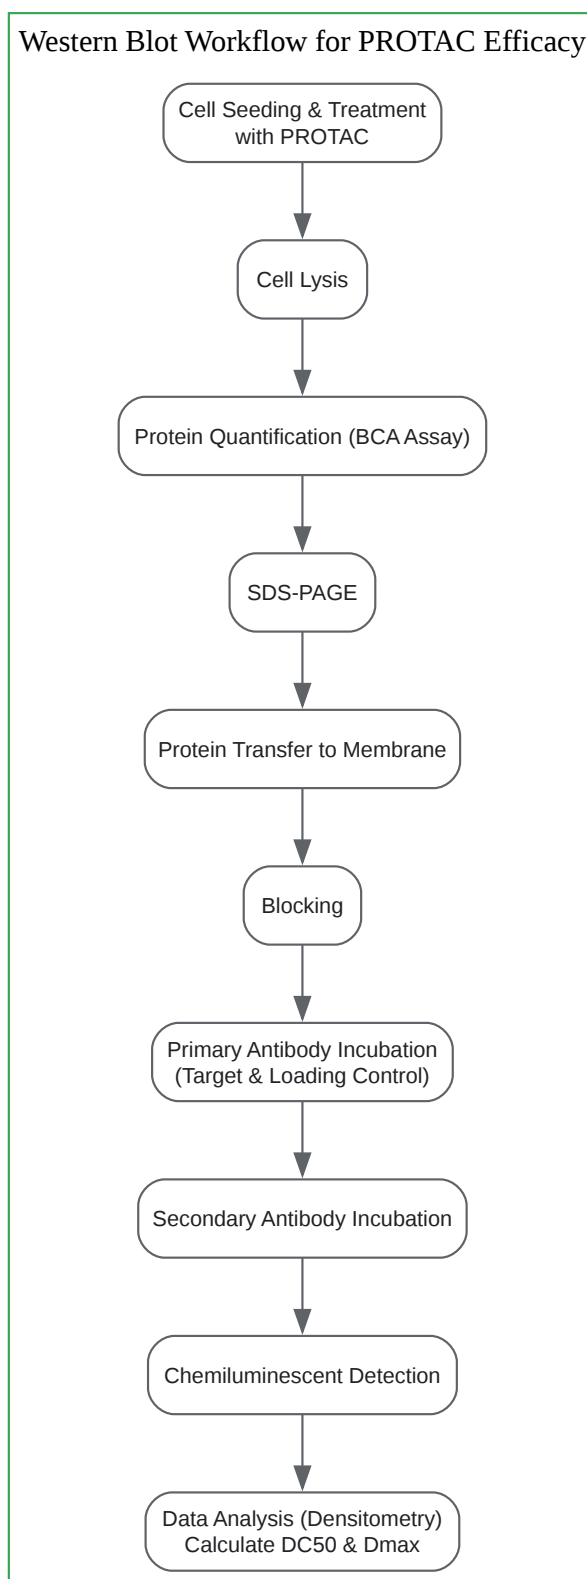 Western Blot Workflow for PROTAC Efficacy
Cell Seeding & Treatment
with PROTAC
Cell Lysis
Protein Quantification (BCA Assay)
SDS-PAGE
Protein Transfer to Membrane
Blocking
Primary Antibody Incubation
(Target & Loading Control)
Secondary Antibody Incubation
Chemiluminescent Detection
Data Analysis (Densitometry)
Calculate DC50 & Dmax